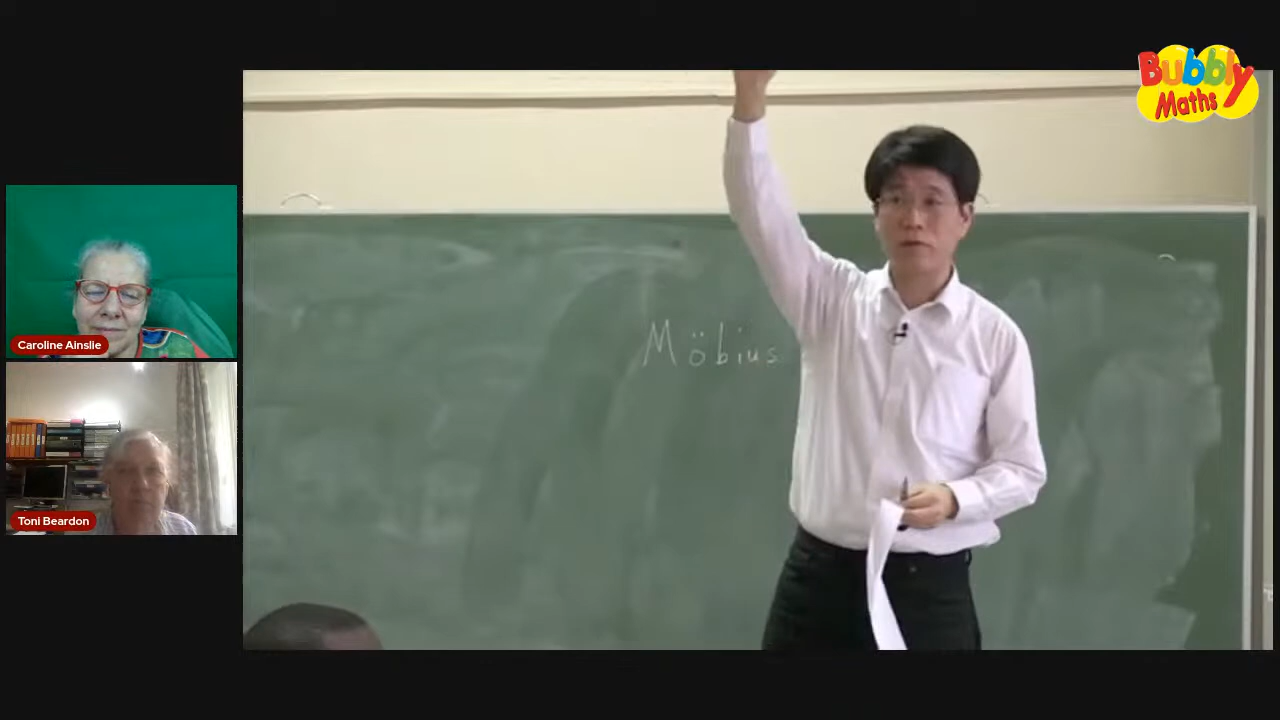 Bubbly
Maths
Möbius
Caroline Ainslie
Toni Beardon